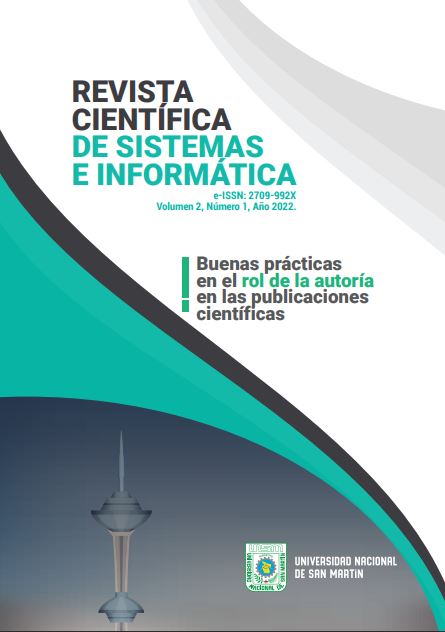 REVISTA
CIENTÍFICA
DE SISTEMAS
E INFORMÁTICA
e-ISSN: 2709-992X
Volumen 2, Número 1, Año 2022.
Buenas prácticas
en el rol de la autoría
en las publicaciones
científicas
UNIVERSIDAD NACIONAL
DE SAN MARTÍN